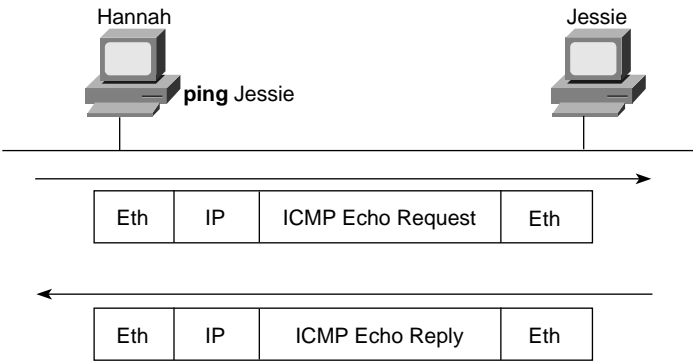 Hannah
Jessie
ping Jessie
Eth IP ICMP Echo Request Eth
Eth IP ICMP Echo Reply Eth